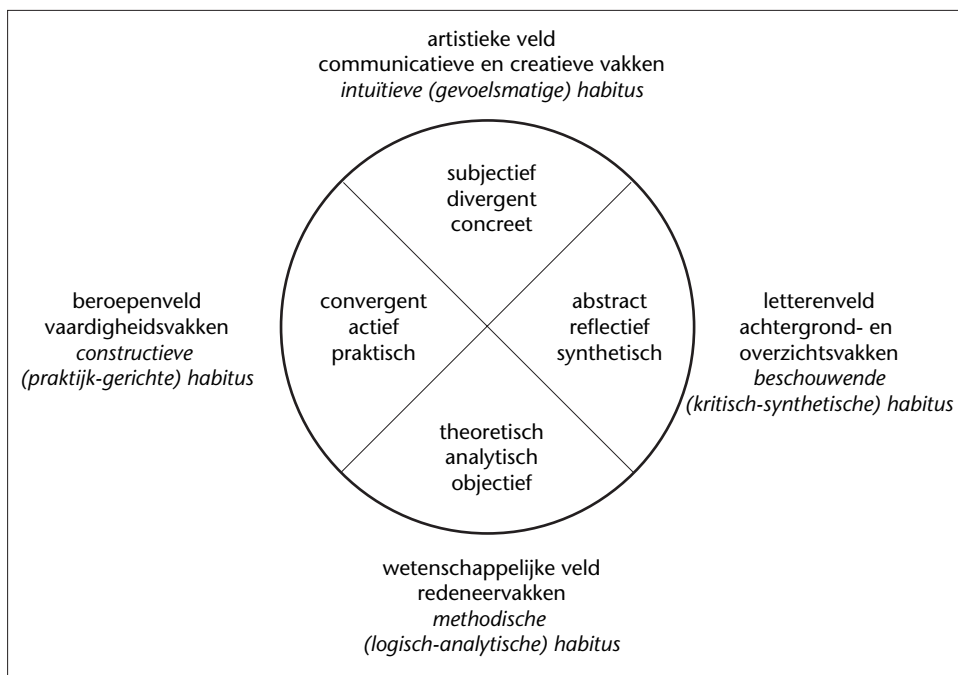 artistieke veld
communicatieve en creatieve vakken
intuïtieve (gevoelsmatige) habitus
subjectief
divergent
concreet
beroepenveld
vaardigheidsvakken
constructieve
(praktijk-gerichte) habitus
convergent
actief
praktisch
abstract
reflectief
synthetisch
letterenveld
achtergrond- en
overzichtsvakken
beschouwende
(kritisch-synthetische) habitus
theoretisch
analytisch
objectief
wetenschappelijke veld
redeneervakken
methodische
(logisch-analytische) habitus